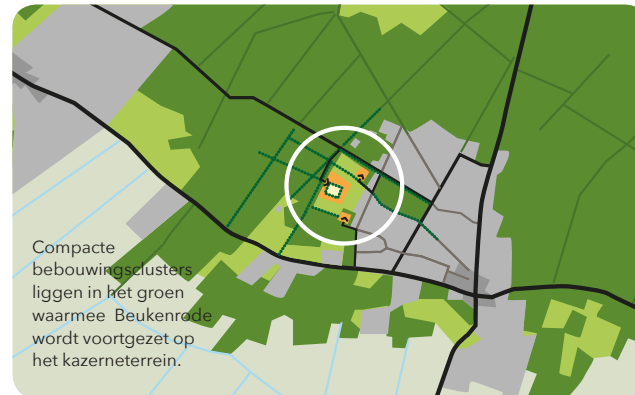 Compacte
bebouwingsclusters
liggen in het groen
waarmee Beukenrode
wordt voortgezet op
het kazerneterrein.